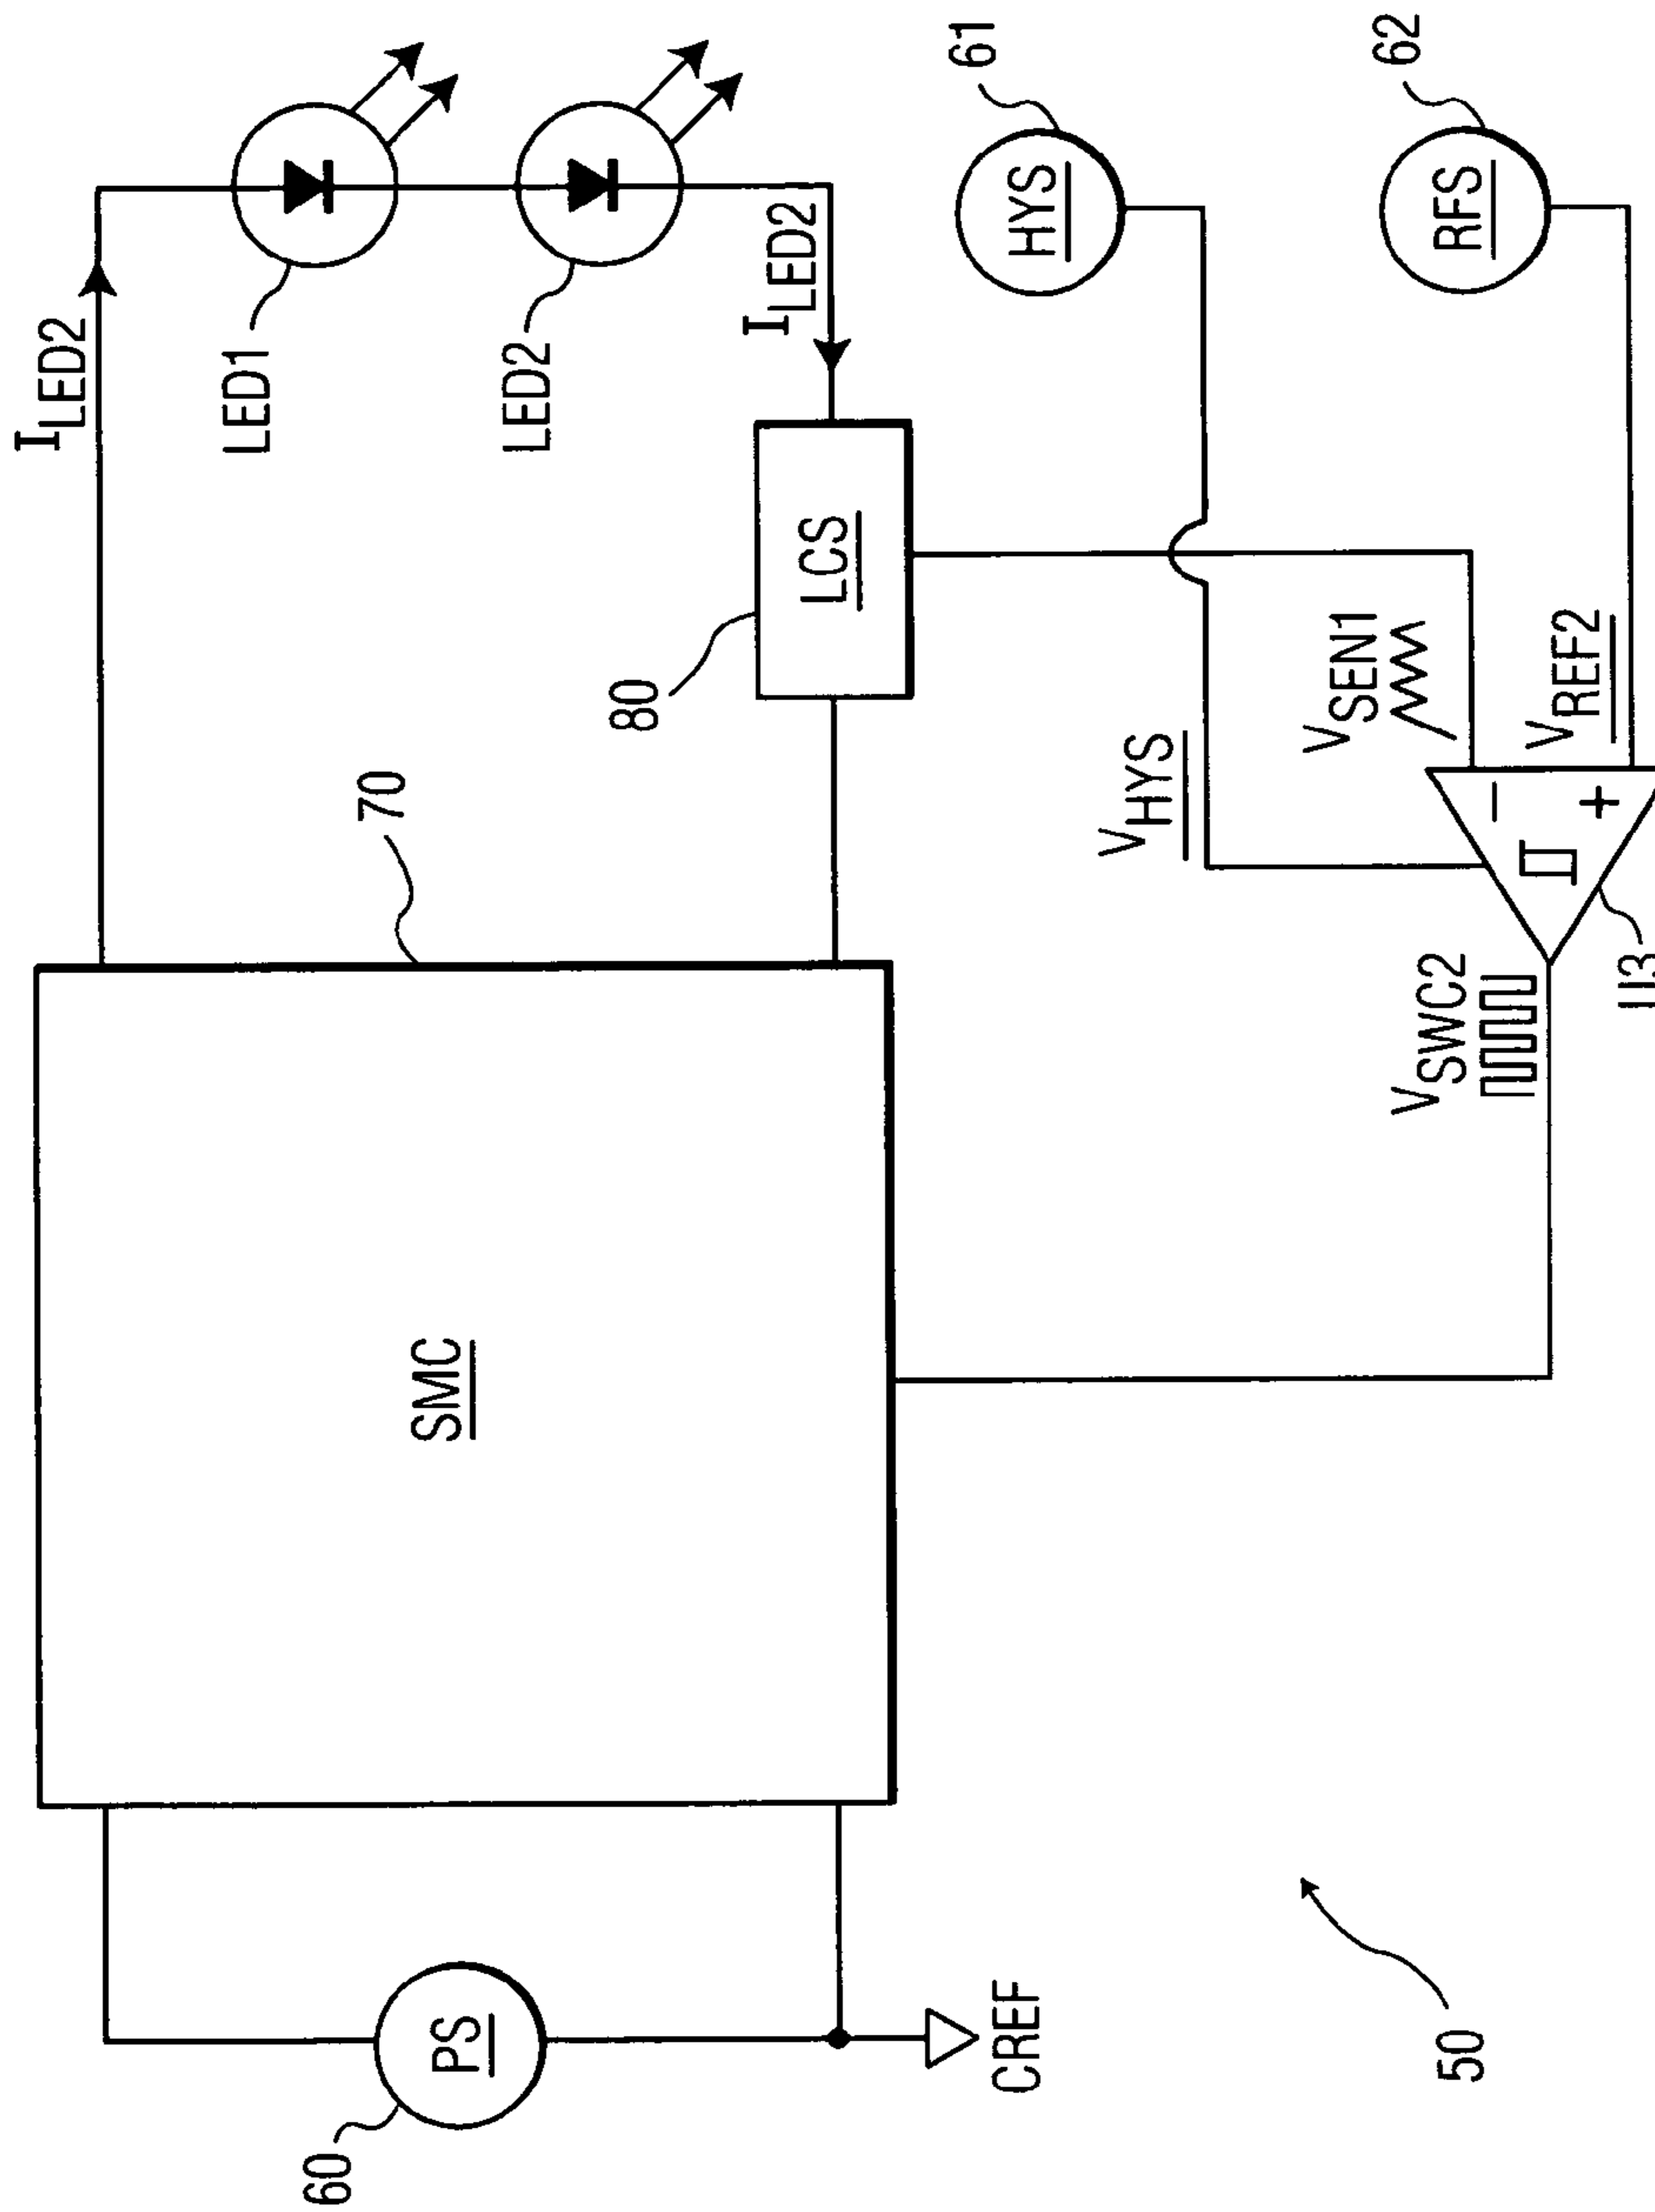 I_LED2
LED1
LED2
I_LED2
70
80
LCS
SMC
60
PS
CREF
HYS
61
RFS
62
V_HYS
V_SEN1
V_REF2
V_SWC2
−
+
U3
50